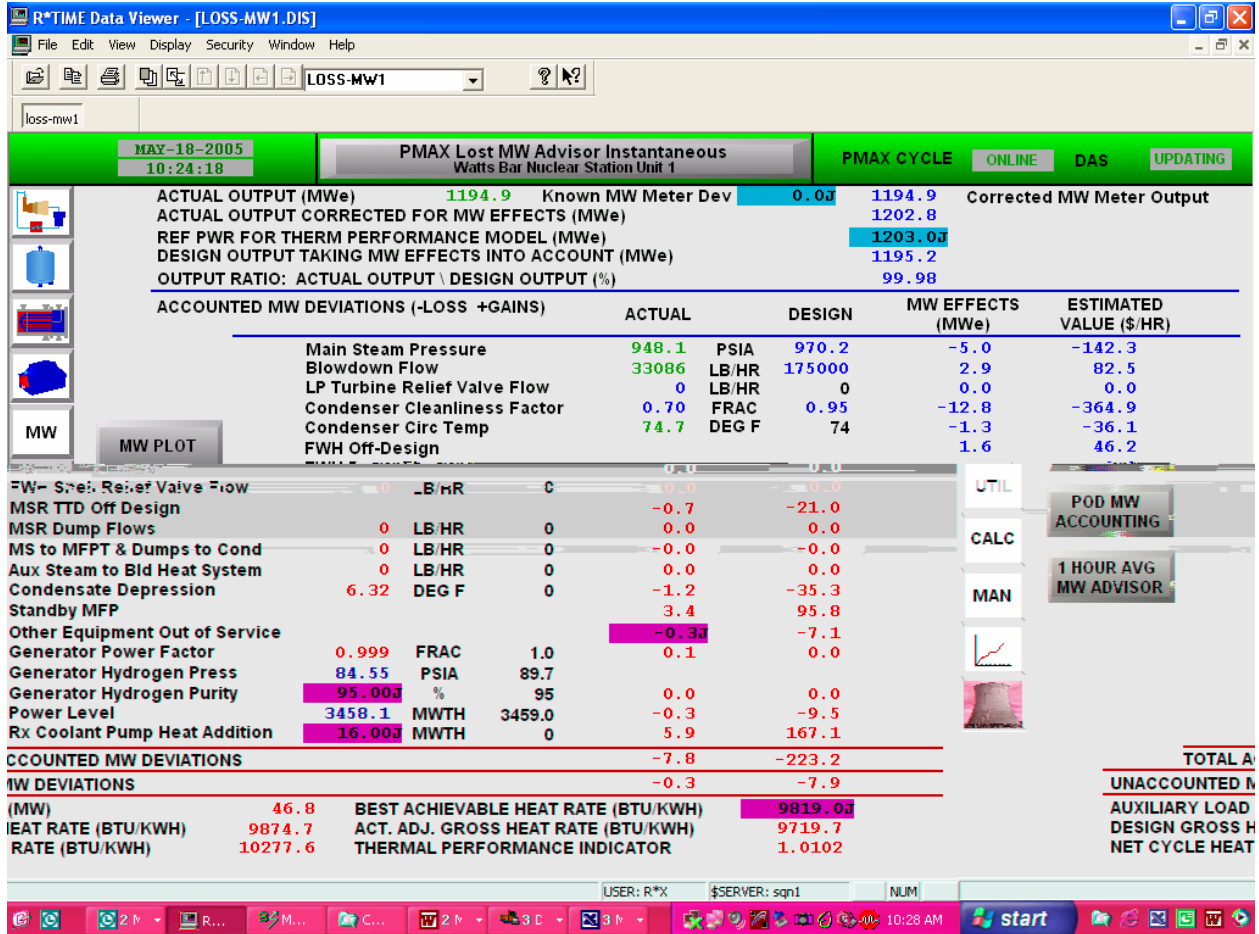 R*TIME Data Viewer - [LOSS-MW1.DIS]
File Edit View Display Security Window Help
LOSS-MW1
loss-mw1
MAY-18-2005
10:24:18
PMAX Lost MW Advisor Instantaneous
Watts Bar Nuclear Station Unit 1
PMAX CYCLE ONLINE DAS UPDATING
ACTUAL OUTPUT (MWe) 1194.9 Known MW Meter Dev 0.0J 1194.9 Corrected MW Meter Output
ACTUAL OUTPUT CORRECTED FOR MW EFFECTS (MWe) 1202.8
REF PWR FOR THERM PERFORMANCE MODEL (MWe) 1203.0J
DESIGN OUTPUT TAKING MW EFFECTS INTO ACCOUNT (MWe) 1195.2
OUTPUT RATIO: ACTUAL OUTPUT \ DESIGN OUTPUT (%) 99.98
ACCOUNTED MW DEVIATIONS (-LOSS +GAINS) ACTUAL DESIGN MW EFFECTS (MWe) ESTIMATED VALUE ($/HR)
Main Steam Pressure 948.1 PSIA 970.2 -5.0 -142.3
Blowdown Flow 33086 LB/HR 175000 2.9 82.5
LP Turbine Relief Valve Flow 0 LB/HR 0 0.0 0.0
Condenser Cleanliness Factor 0.70 FRAC 0.95 -12.8 -364.9
Condenser Circ Temp 74.7 DEG F 74 -1.3 -36.1
MW
MW PLOT
FWH Off-Design 1.6 46.2
Relief Valve Flow 0 LB/HR 0 0.0 0.0
UTIL
MSR TTD Off Design -0.7 -21.0
POD MW ACCOUNTING
MSR Dump Flows 0 LB/HR 0 0.0 0.0
CALC
MS to MFPT & Dumps to Cond 0 LB/HR 0 -0.0 -0.0
Aux Steam to Bld Heat System 0 LB/HR 0 0.0 0.0
1 HOUR AVG MW ADVISOR
Condensate Depression 6.32 DEG F 0 -1.2 -35.3
MAN
Standby MFP 3.4 95.8
Other Equipment Out of Service -0.3J -7.1
Generator Power Factor 0.999 FRAC 1.0 0.1 0.0
Generator Hydrogen Press 84.55 PSIA 89.7
Generator Hydrogen Purity 95.00J % 95 0.0 0.0
Power Level 3458.1 MWTH 3459.0 -0.3 -9.5
Rx Coolant Pump Heat Addition 16.00J MWTH 0 5.9 167.1
CCOUNTED MW DEVIATIONS -7.8 -223.2 TOTAL A
MW DEVIATIONS -0.3 -7.9 UNACCOUNTED M
(MW) 46.8 BEST ACHIEVABLE HEAT RATE (BTU/KWH) 9819.0J AUXILIARY LOAD
EAT RATE (BTU/KWH) 9874.7 ACT. ADJ. GROSS HEAT RATE (BTU/KWH) 9719.7 DESIGN GROSS H
RATE (BTU/KWH) 10277.6 THERMAL PERFORMANCE INDICATOR 1.0102 NET CYCLE HEAT
USER: R*X $SERVER: sqn1 NUM
2 R... M... C... 2 3 3 10:28 AM start